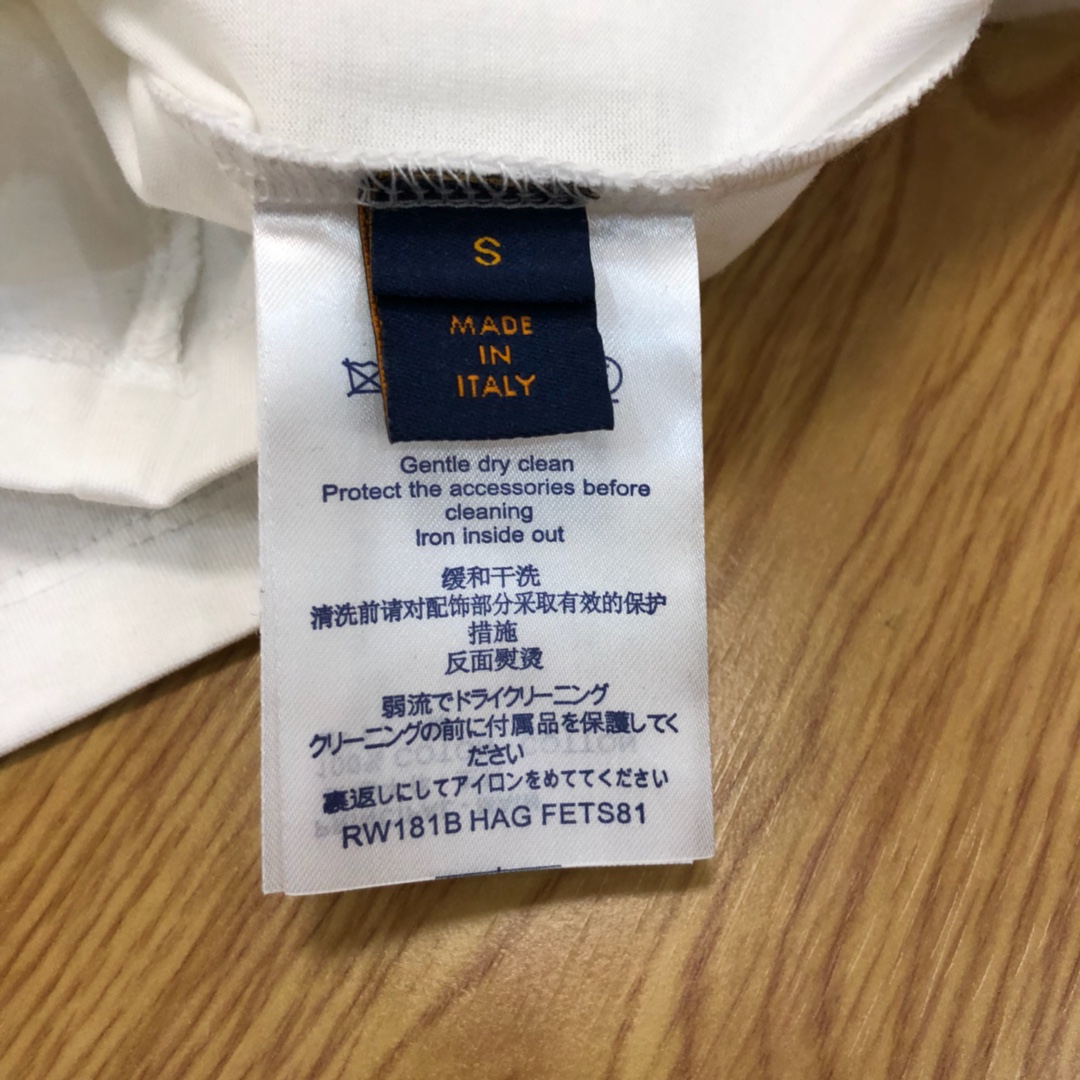 S
MADE
IN
ITALY
Gentle dry clean
Protect the accessories before
cleaning
Iron inside out
缓和干洗
清洗前请对配饰部分采取有效的保护
措施
反面熨烫
弱流でドライクリーニング
クリーニングの前に付属品を保護してく
ださい
裏返しにしてアイロンをめててください
RW181B HAG FETS81